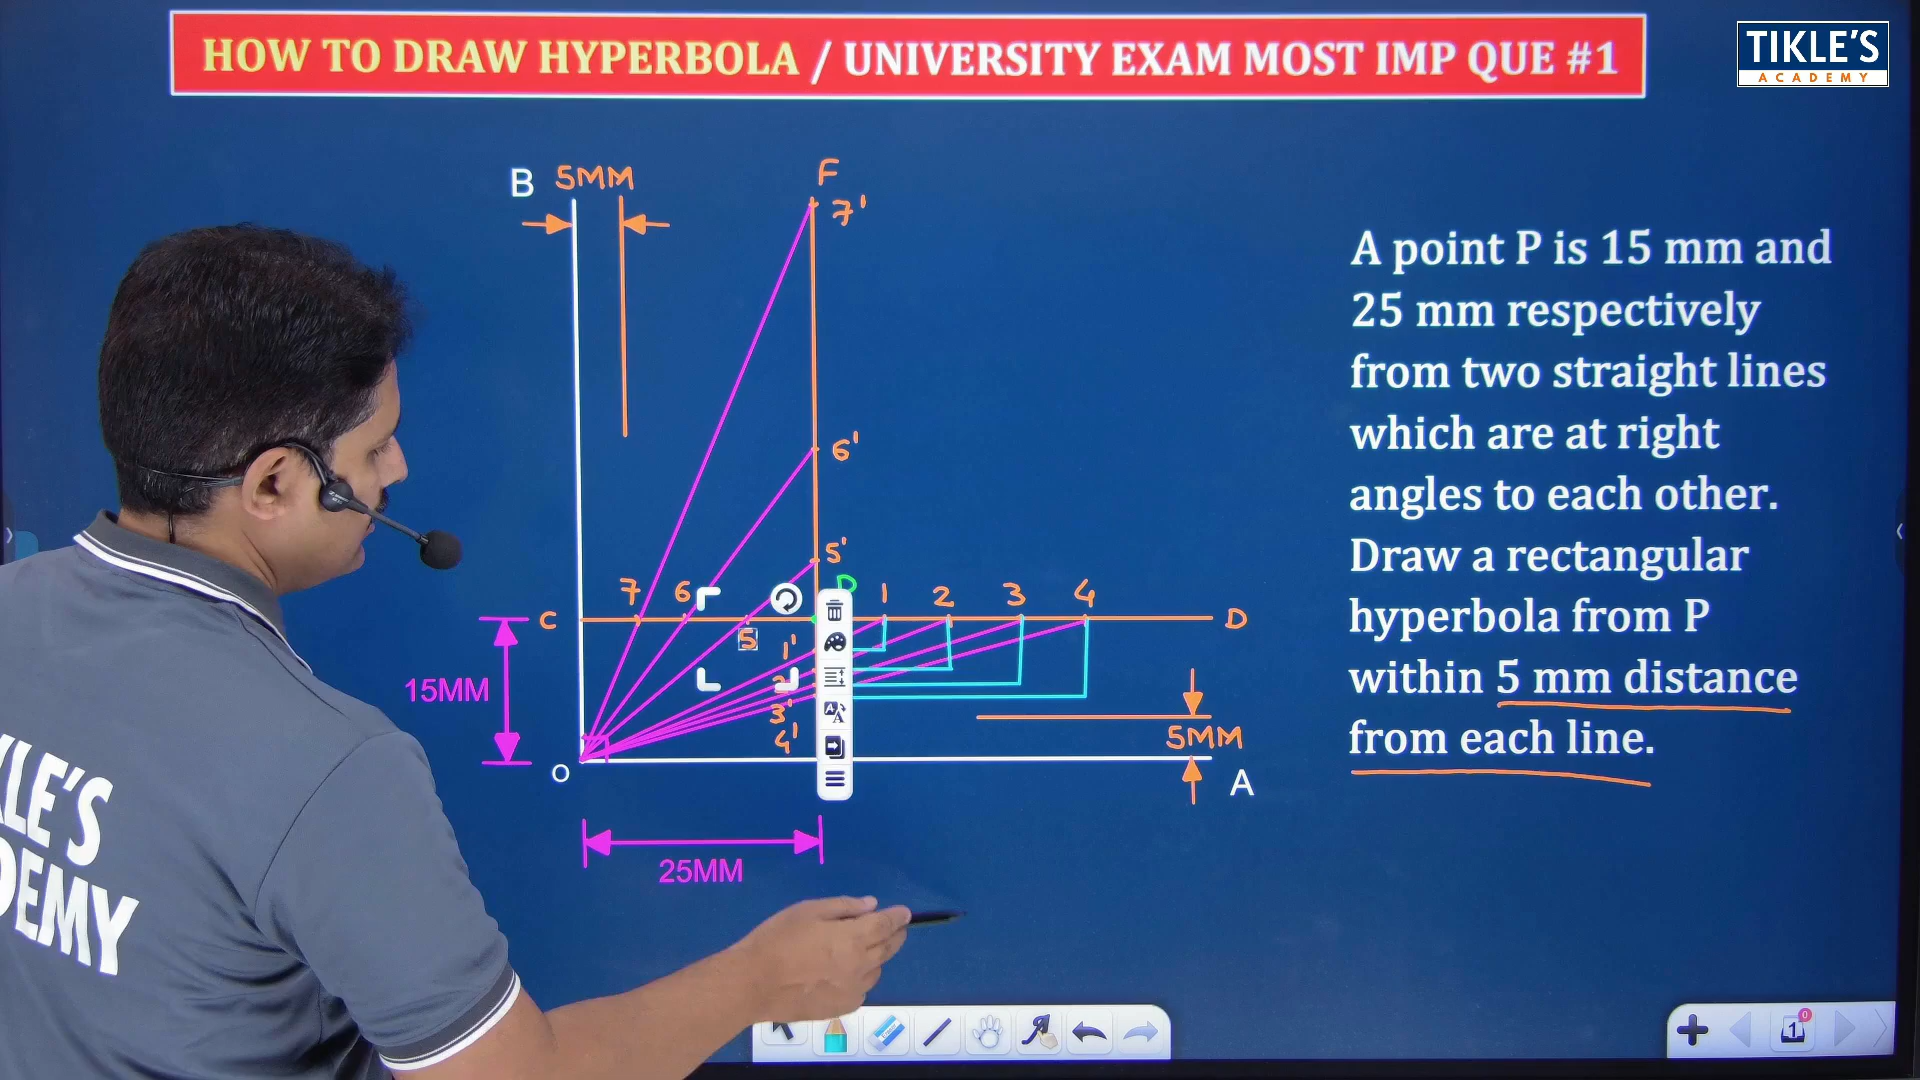 HOW TO DRAW HYPERBOLA / UNIVERSITY EXAM MOST IMP QUE #1
TIKLE'S
ACADEMY
B 5MM
F
7'
6'
5'
7 6 P 1 2 3 4
C D
5 1'
2'
3'
4'
15MM
5MM
O
A
25MM
A point P is 15 mm and
25 mm respectively
from two straight lines
which are at right
angles to each other.
Draw a rectangular
hyperbola from P
within 5 mm distance
from each line.
1
0